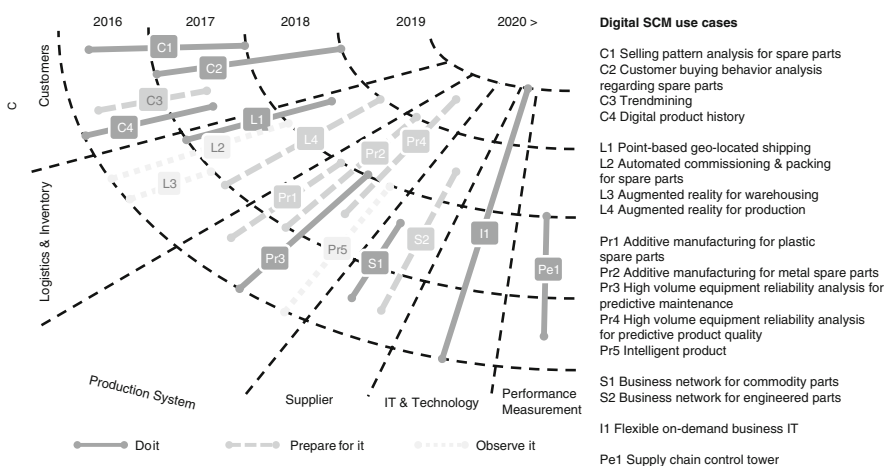 2016 2017 2018 2019 2020 >
Digital SCM use cases
C
Customers
C1
C2
C3
C4
L1
L2
L3
L4
Pr1
Pr2
Pr3
Pr4
Pr5
S1
S2
I1
Pe1
Logistics & Inventory
Production System
Supplier
IT & Technology
Performance
Measurement
Do it
Prepare for it
Observe it
C1 Selling pattern analysis for spare parts
C2 Customer buying behavior analysis
regarding spare parts
C3 Trendmining
C4 Digital product history
L1 Point-based geo-located shipping
L2 Automated commissioning & packing
for spare parts
L3 Augmented reality for warehousing
L4 Augmented reality for production
Pr1 Additive manufacturing for plastic
spare parts
Pr2 Additive manufacturing for metal spare parts
Pr3 High volume equipment reliability analysis for
predictive maintenance
Pr4 High volume equipment reliability analysis
for predictive product quality
Pr5 Intelligent product
S1 Business network for commodity parts
S2 Business network for engineered parts
I1 Flexible on-demand business IT
Pe1 Supply chain control tower